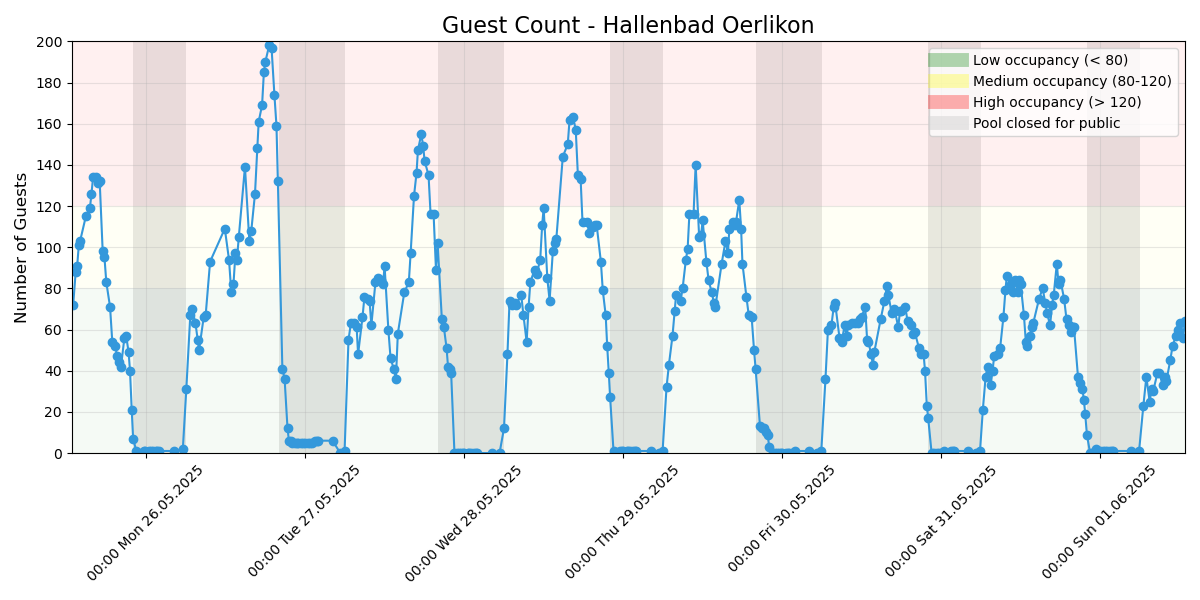 Guest Count - Hallenbad Oerlikon
Number of Guests
200
180
160
140
120
100
80
60
40
20
0
Low occupancy (< 80)
Medium occupancy (80-120)
High occupancy (> 120)
Pool closed for public
00:00 Mon 26.05.2025
00:00 Tue 27.05.2025
00:00 Wed 28.05.2025
00:00 Thu 29.05.2025
00:00 Fri 30.05.2025
00:00 Sat 31.05.2025
00:00 Sun 01.06.2025